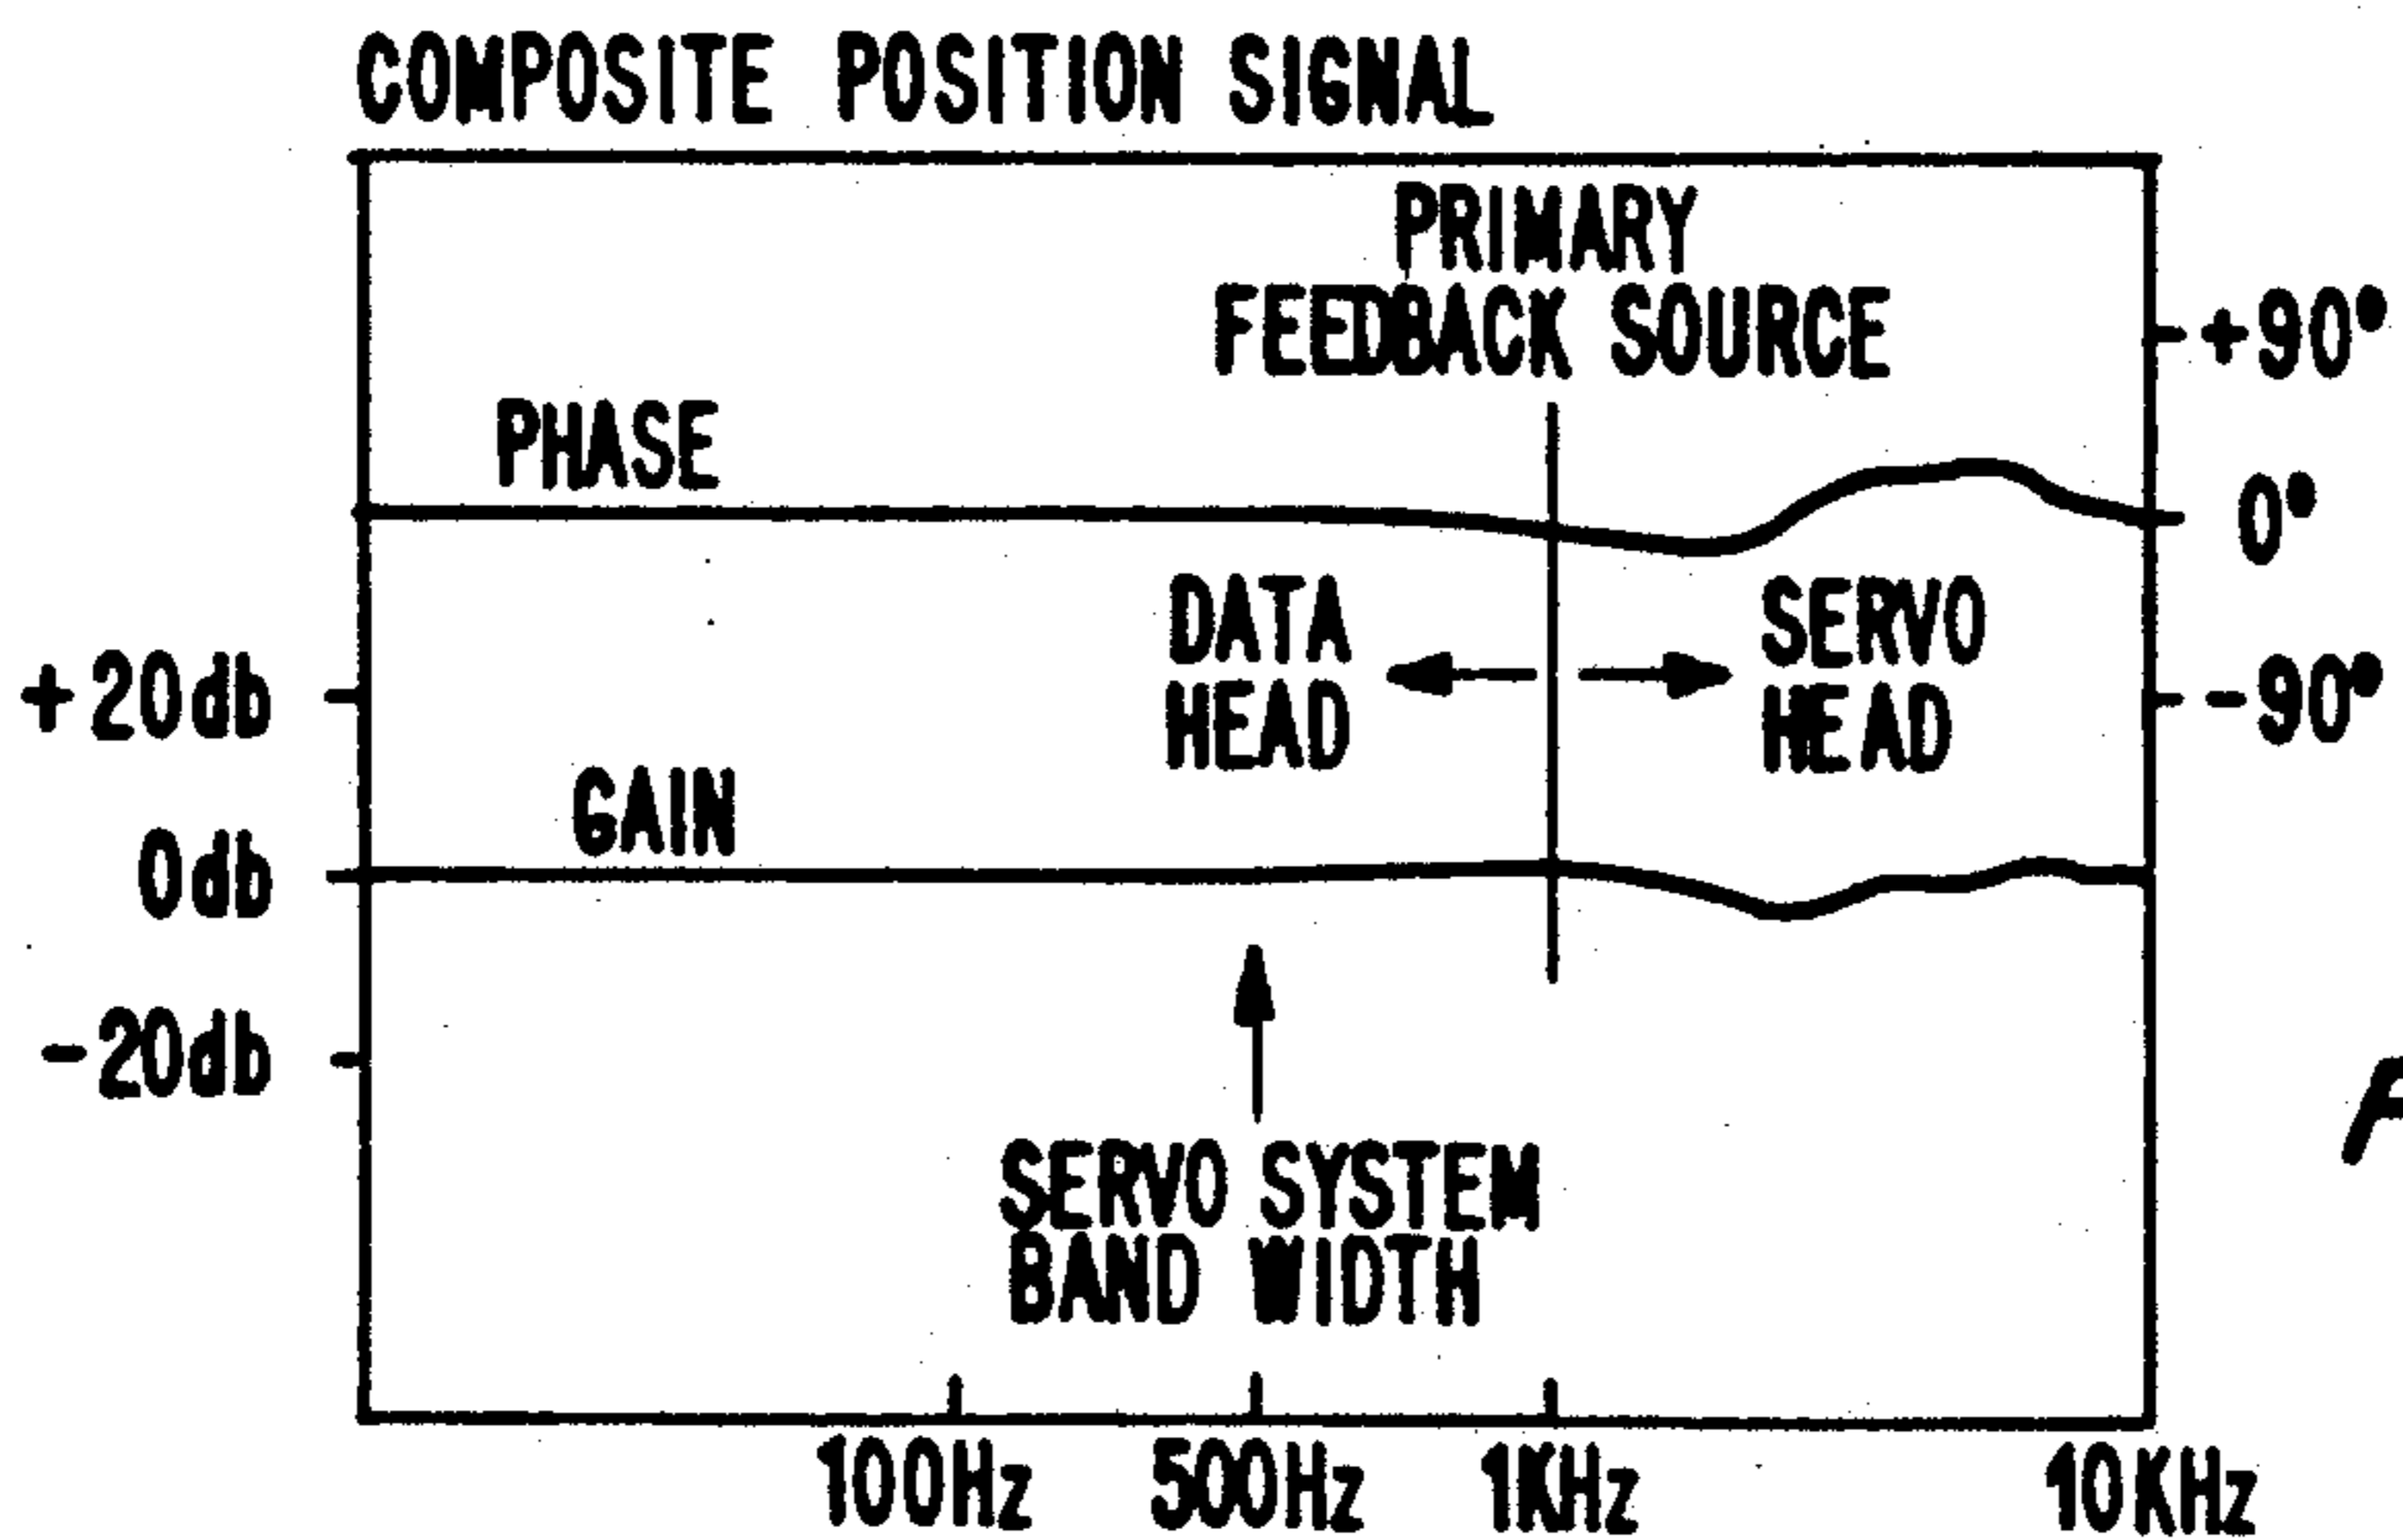 COMPOSITE POSITION SIGNAL
PRIMARY
FEEDBACK SOURCE
+90°
PHASE
0°
DATA
HEAD
SERVO
HEAD
+20db
-90°
GAIN
0db
-20db
SERVO SYSTEM
BAND WIDTH
100Hz 500Hz 1KHz 10KHz